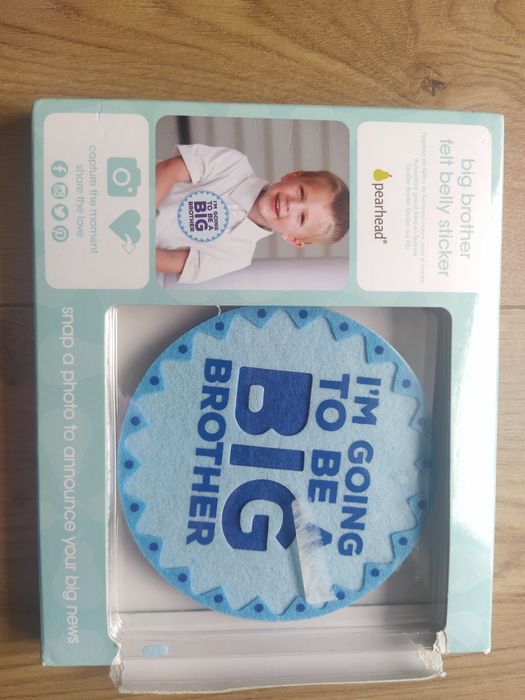 big brother
felt belly sticker
pearhead®
I'M GOING
TO BE A
BIG
BROTHER
capture the moment
share the love
I'M GOING
TO BE A
BIG
BROTHER
snap a photo to announce your big news